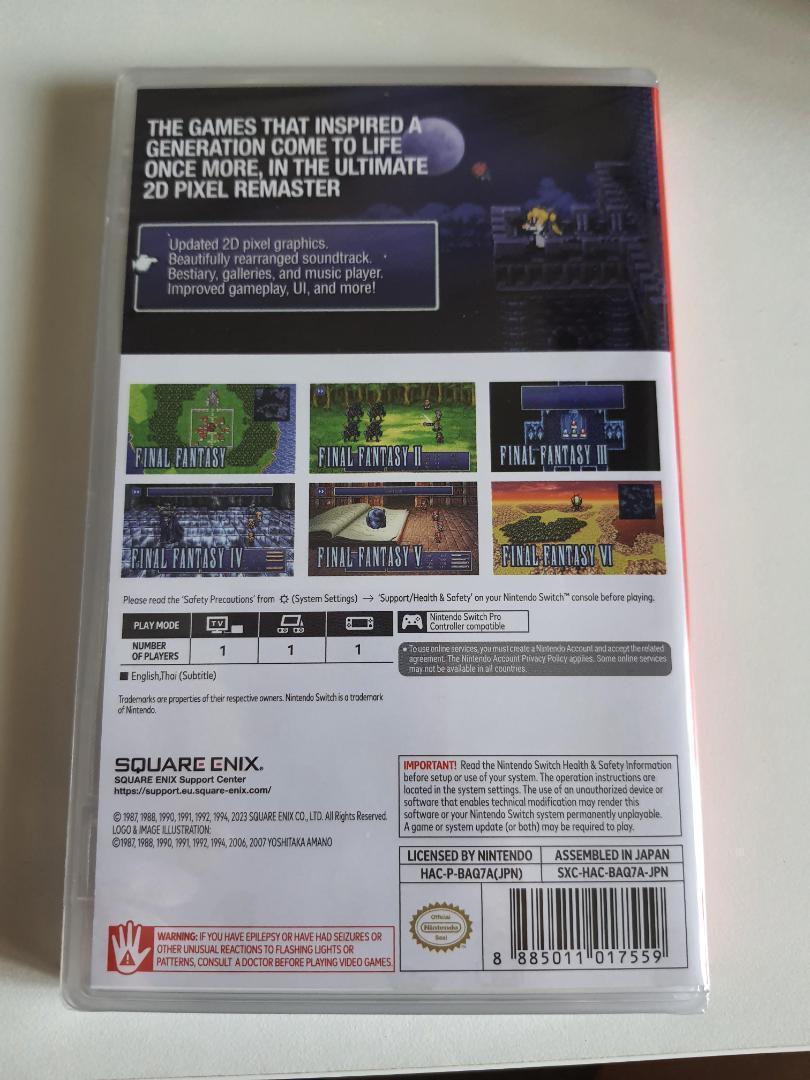 THE GAMES THAT INSPIRED A
GENERATION COME TO LIFE
ONCE MORE, IN THE ULTIMATE
2D PIXEL REMASTER
Updated 2D pixel graphics.
Beautifully rearranged soundtrack.
Bestiary, galleries, and music player.
Improved gameplay, UI, and more!
FINAL FANTASY
FINAL FANTASY II
FINAL FANTASY III
FINAL FANTASY IV
FINAL FANTASY V
FINAL FANTASY VI
Please read the 'Safety Precautions' from (System Settings) → 'Support/Health & Safety' on your Nintendo Switch™ console before playing.
PLAY MODE
TV
NUMBER
OF PLAYERS
1
1
1
Nintendo Switch Pro
Controller compatible
• To use online services, you must create a Nintendo Account and accept the related
agreement. The Nintendo Account Privacy Policy applies. Some online services
may not be available in all countries.
■ English,Thai (Subtitle)
Trademarks are properties of their respective owners. Nintendo Switch is a trademark
of Nintendo.
SQUARE ENIX.
SQUARE ENIX Support Center
https://support.eu.square-enix.com/
© 1987, 1988, 1990, 1991, 1992, 1994, 2023 SQUARE ENIX CO., LTD. All Rights Reserved.
LOGO & IMAGE ILLUSTRATION:
©1987, 1988, 1990, 1991, 1992, 1994, 2006, 2007 YOSHITAKA AMANO
IMPORTANT! Read the Nintendo Switch Health & Safety Information
before setup or use of your system. The operation instructions are
located in the system settings. The use of an unauthorized device or
software that enables technical modification may render this
software or your Nintendo Switch system permanently unplayable.
A game or system update (or both) may be required to play.
LICENSED BY NINTENDO
ASSEMBLED IN JAPAN
HAC-P-BAQ7A(JPN)
SXC-HAC-BAQ7A-JPN
Official
Nintendo
Seal
8 885011 017559
WARNING: IF YOU HAVE EPILEPSY OR HAVE HAD SEIZURES OR
OTHER UNUSUAL REACTIONS TO FLASHING LIGHTS OR
PATTERNS, CONSULT A DOCTOR BEFORE PLAYING VIDEO GAMES.